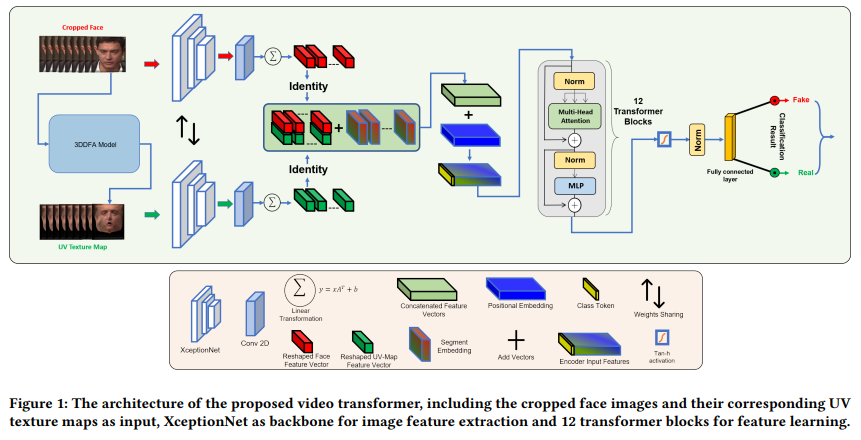 Cropped Face
3DDFA Model
UV Texture Map
Σ
Identity
+
Identity
Σ
+
Norm
Multi-Head
Attention
+
Norm
MLP
+
12
Transformer
Blocks
Norm
Fully connected
layer
Fake
Classification
Result
Real
XceptionNet
Conv 2D
Σ
y = xAᵀ + b
Linear
Transformation
Concatenated Feature
Vectors
Positional Embedding
Class Token
Weights Sharing
Reshaped Face
Feature Vector
Reshaped UV-Map
Feature Vector
Segment
Embedding
Add Vectors
Encoder Input Features
Tan-h
activation
Figure 1: The architecture of the proposed video transformer, including the cropped face images and their corresponding UV
texture maps as input, XceptionNet as backbone for image feature extraction and 12 transformer blocks for feature learning.